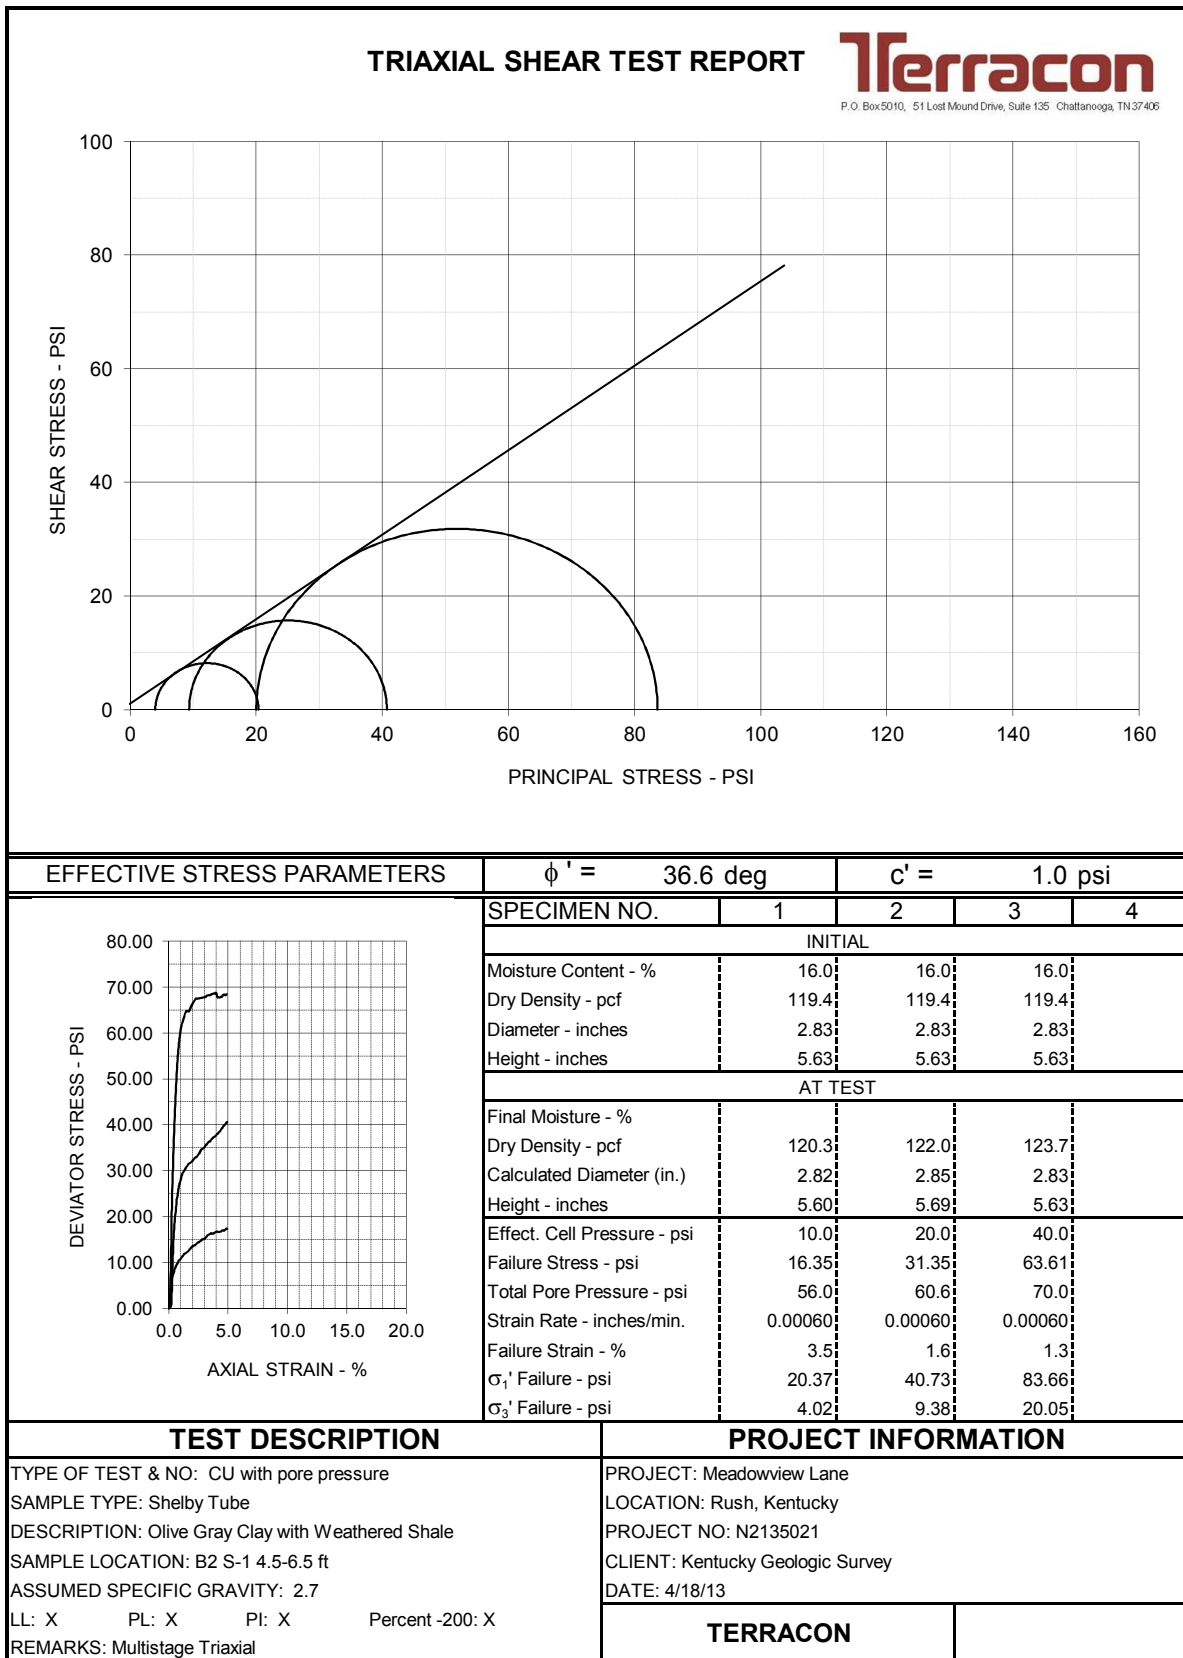 TRIAXIAL SHEAR TEST REPORT
Terracon
P.O. Box 5010, 51 Lost Mound Drive, Suite 135 Chattanooga, TN 37406
SHEAR STRESS - PSI
100
80
60
40
20
0
0 20 40 60 80 100 120 140 160
PRINCIPAL STRESS - PSI
EFFECTIVE STRESS PARAMETERS ϕ ' = 36.6 deg c' = 1.0 psi
DEVIATOR STRESS - PSI
80.00
70.00
60.00
50.00
40.00
30.00
20.00
10.00
0.00
0.0 5.0 10.0 15.0 20.0
AXIAL STRAIN - %
SPECIMEN NO. 1 2 3 4
INITIAL
Moisture Content - % 16.0 16.0 16.0
Dry Density - pcf 119.4 119.4 119.4
Diameter - inches 2.83 2.83 2.83
Height - inches 5.63 5.63 5.63
AT TEST
Final Moisture - %
Dry Density - pcf 120.3 122.0 123.7
Calculated Diameter (in.) 2.82 2.85 2.83
Height - inches 5.60 5.69 5.63
Effect. Cell Pressure - psi 10.0 20.0 40.0
Failure Stress - psi 16.35 31.35 63.61
Total Pore Pressure - psi 56.0 60.6 70.0
Strain Rate - inches/min. 0.00060 0.00060 0.00060
Failure Strain - % 3.5 1.6 1.3
σ₁' Failure - psi 20.37 40.73 83.66
σ₃' Failure - psi 4.02 9.38 20.05
TEST DESCRIPTION
TYPE OF TEST & NO: CU with pore pressure
SAMPLE TYPE: Shelby Tube
DESCRIPTION: Olive Gray Clay with Weathered Shale
SAMPLE LOCATION: B2 S-1 4.5-6.5 ft
ASSUMED SPECIFIC GRAVITY: 2.7
LL: X PL: X PI: X Percent -200: X
REMARKS: Multistage Triaxial
PROJECT INFORMATION
PROJECT: Meadowview Lane
LOCATION: Rush, Kentucky
PROJECT NO: N2135021
CLIENT: Kentucky Geologic Survey
DATE: 4/18/13
TERRACON